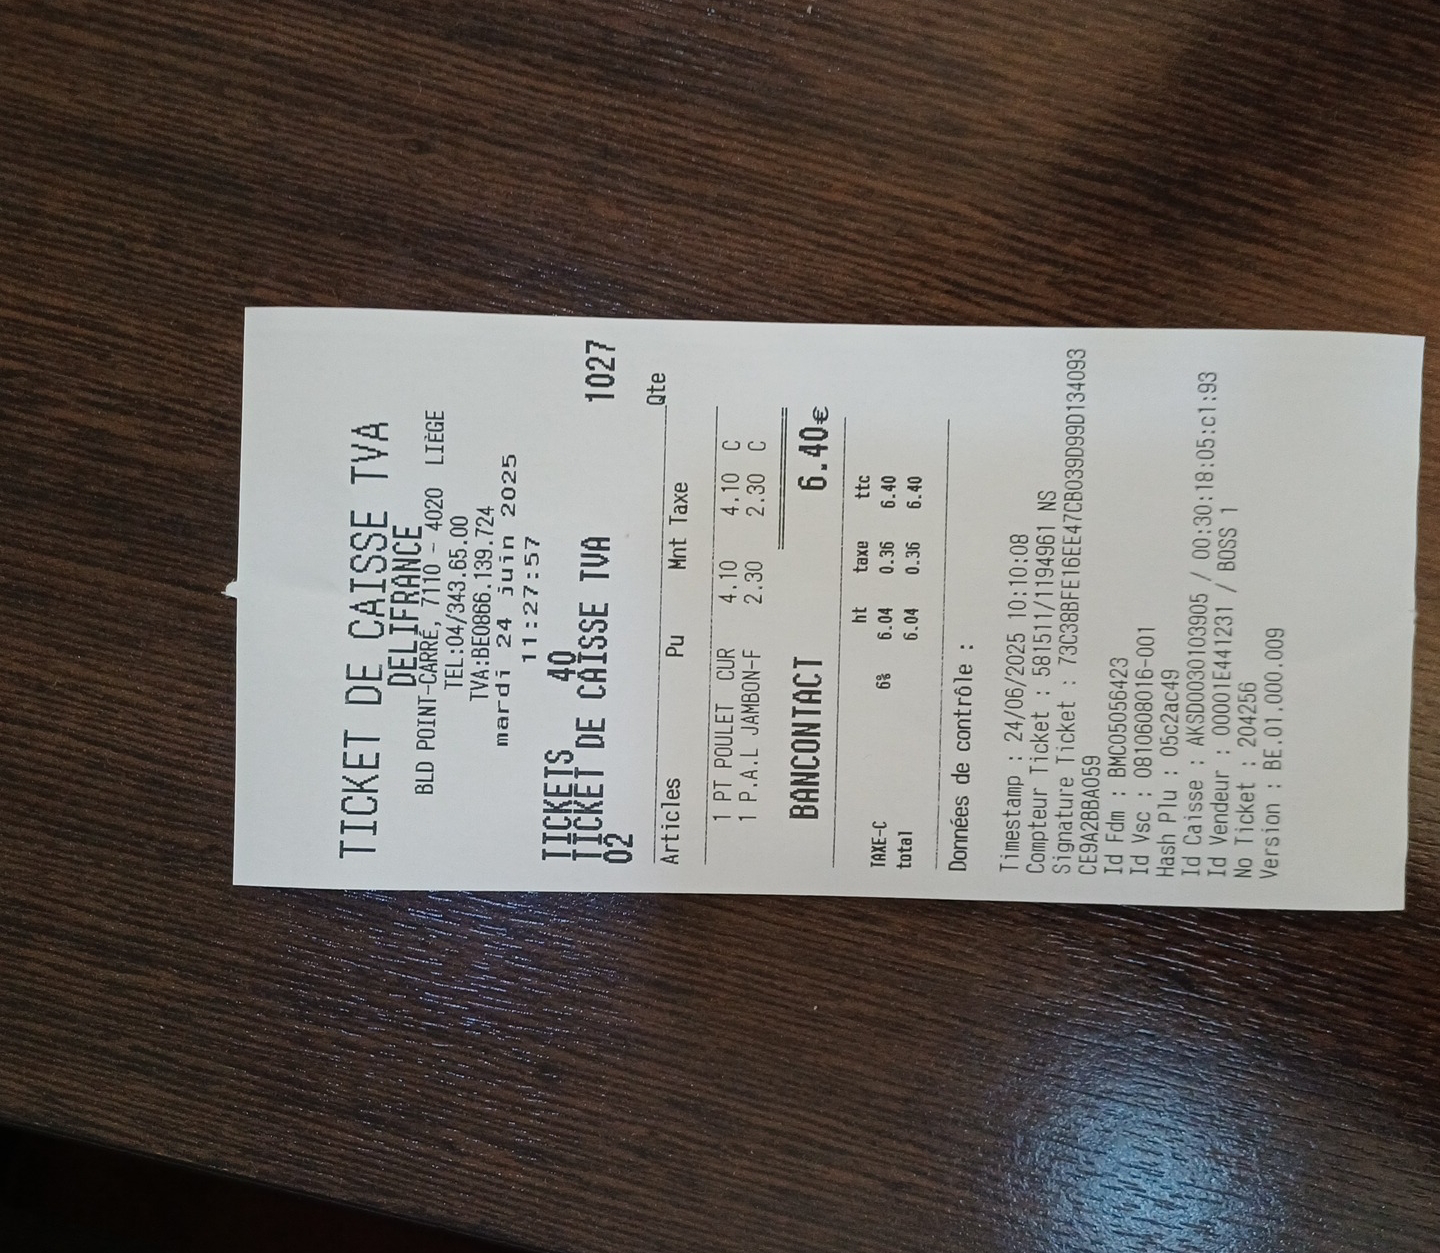 TICKET DE CAISSE TVA
DELIFRANCE
BLD POINT-CARRÉ, 7110 - 4020 LIÈGE
TEL:04/343.65.00
TVA:BE0866.139.724
mardi 24 juin 2025
11:27:57
TICKETS 40
TICKET DE CAISSE TVA 1027
02
Articles Pu Mnt Taxe Qte
1 PT POULET CUR 4.10 4.10 C
1 P.A.L JAMBON-F 2.30 2.30 C
BANCONTACT 6.40€
ht taxe ttc
TAXE-C 6% 6.04 0.36 6.40
total 6.04 0.36 6.40
Données de contrôle :
Timestamp : 24/06/2025 10:10:08
Compteur Ticket : 581511/1194961 NS
Signature Ticket : 73C38BFE16EE47CB039D99D134093
CE9A2BBA059
Id Fdm : BMC05056423
Id Vsc : 0810608016-001
Hash Plu : 05c2ac49
Id Caisse : AKSD00300103905 / 00:30:18:05:c1:93
Id Vendeur : 00001E441231 / BOSS 1
No Ticket : 204256
Version : BE.01.000.009